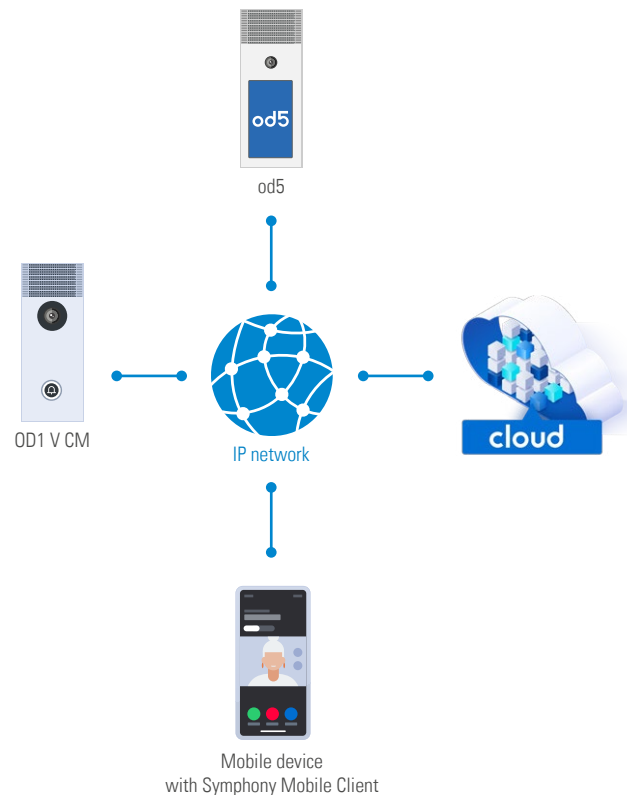 od5
od5
OD1 V CM
IP network
cloud
Mobile device
with Symphony Mobile Client